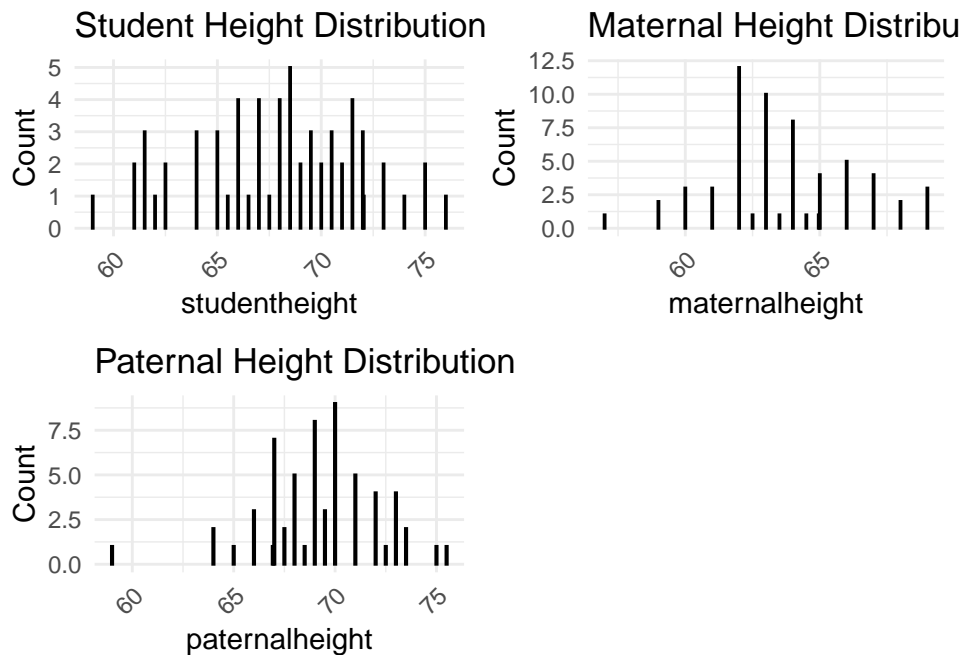 Student Height Distribution
Count
5
4
3
2
1
0
60
65
70
75
studentheight
Maternal Height Distribu
Count
12.5
10.0
7.5
5.0
2.5
0.0
60
65
maternalheight
Paternal Height Distribution
Count
7.5
5.0
2.5
0.0
60
65
70
75
paternalheight